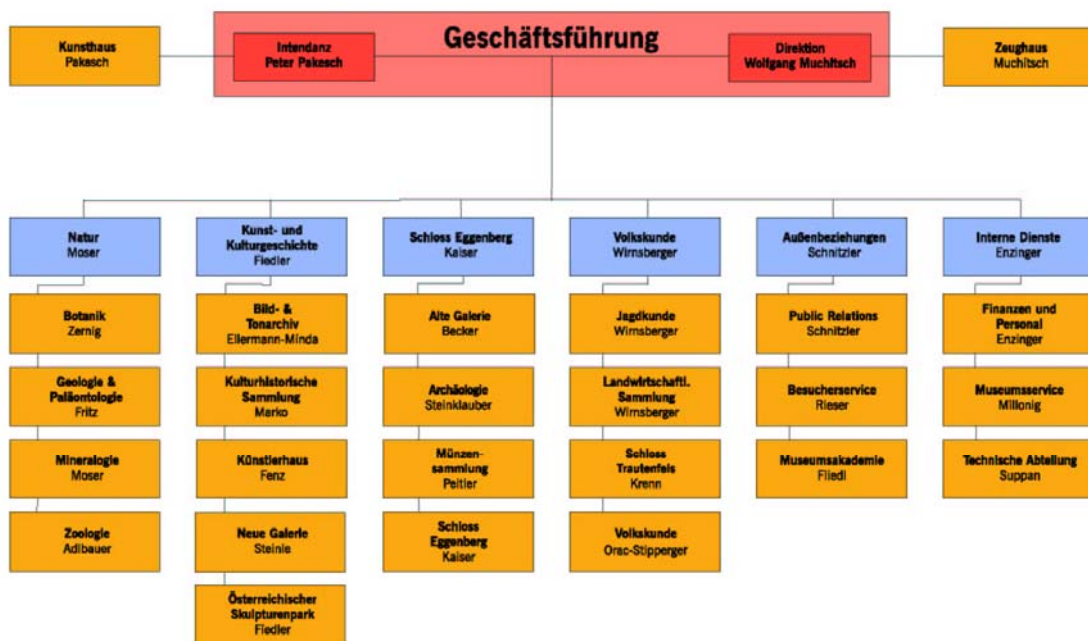 Geschäftsführung
Kunsthaus
Pakesch
Intendanz
Peter Pakesch
Direktion
Wolfgang Muchitsch
Zeughaus
Muchitsch
Natur
Moser
Kunst- und
Kulturgeschichte
Fiedler
Schloss Eggenberg
Kaiser
Volkskunde
Wirnsberger
Außenbeziehungen
Schnitzler
Interne Dienste
Enzinger
Botanik
Zernig
Geologie &
Paläontologie
Fritz
Mineralogie
Moser
Zoologie
Adlbauer
Bild- &
Tonarchiv
Ellermann-Minda
Kulturhistorische
Sammlung
Marko
Künstlerhaus
Fenz
Neue Galerie
Steinle
Österreichischer
Skulpturenpark
Fiedler
Alte Galerie
Becker
Archäologie
Steinklauber
Münzen-
sammlung
Peitler
Schloss
Eggenberg
Kaiser
Jagdkunde
Wirnsberger
Landwirtschaftl.
Sammlung
Wirnsberger
Schloss
Trautenfels
Krenn
Volkskunde
Orac-Stipperger
Public Relations
Schnitzler
Besucherservice
Rieser
Museumsakademie
Fliedl
Finanzen und
Personal
Enzinger
Museumsservice
Millonig
Technische Abteilung
Suppan